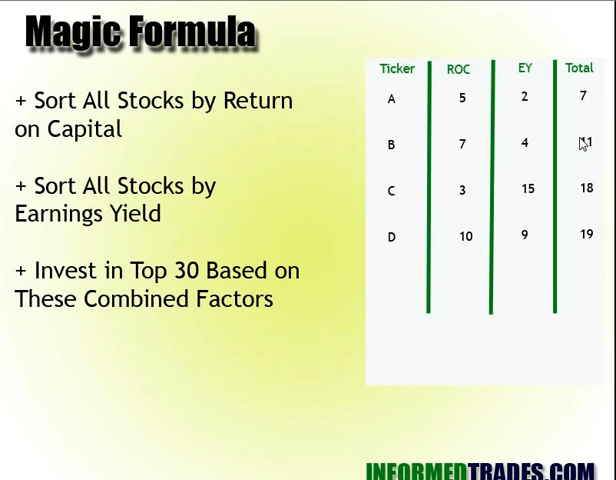 Magic Formula
+ Sort All Stocks by Return
on Capital
+ Sort All Stocks by
Earnings Yield
+ Invest in Top 30 Based on
These Combined Factors
Ticker ROC EY Total
A 5 2 7
B 7 4 11
C 3 15 18
D 10 9 19
INFORMEDTRADES.COM